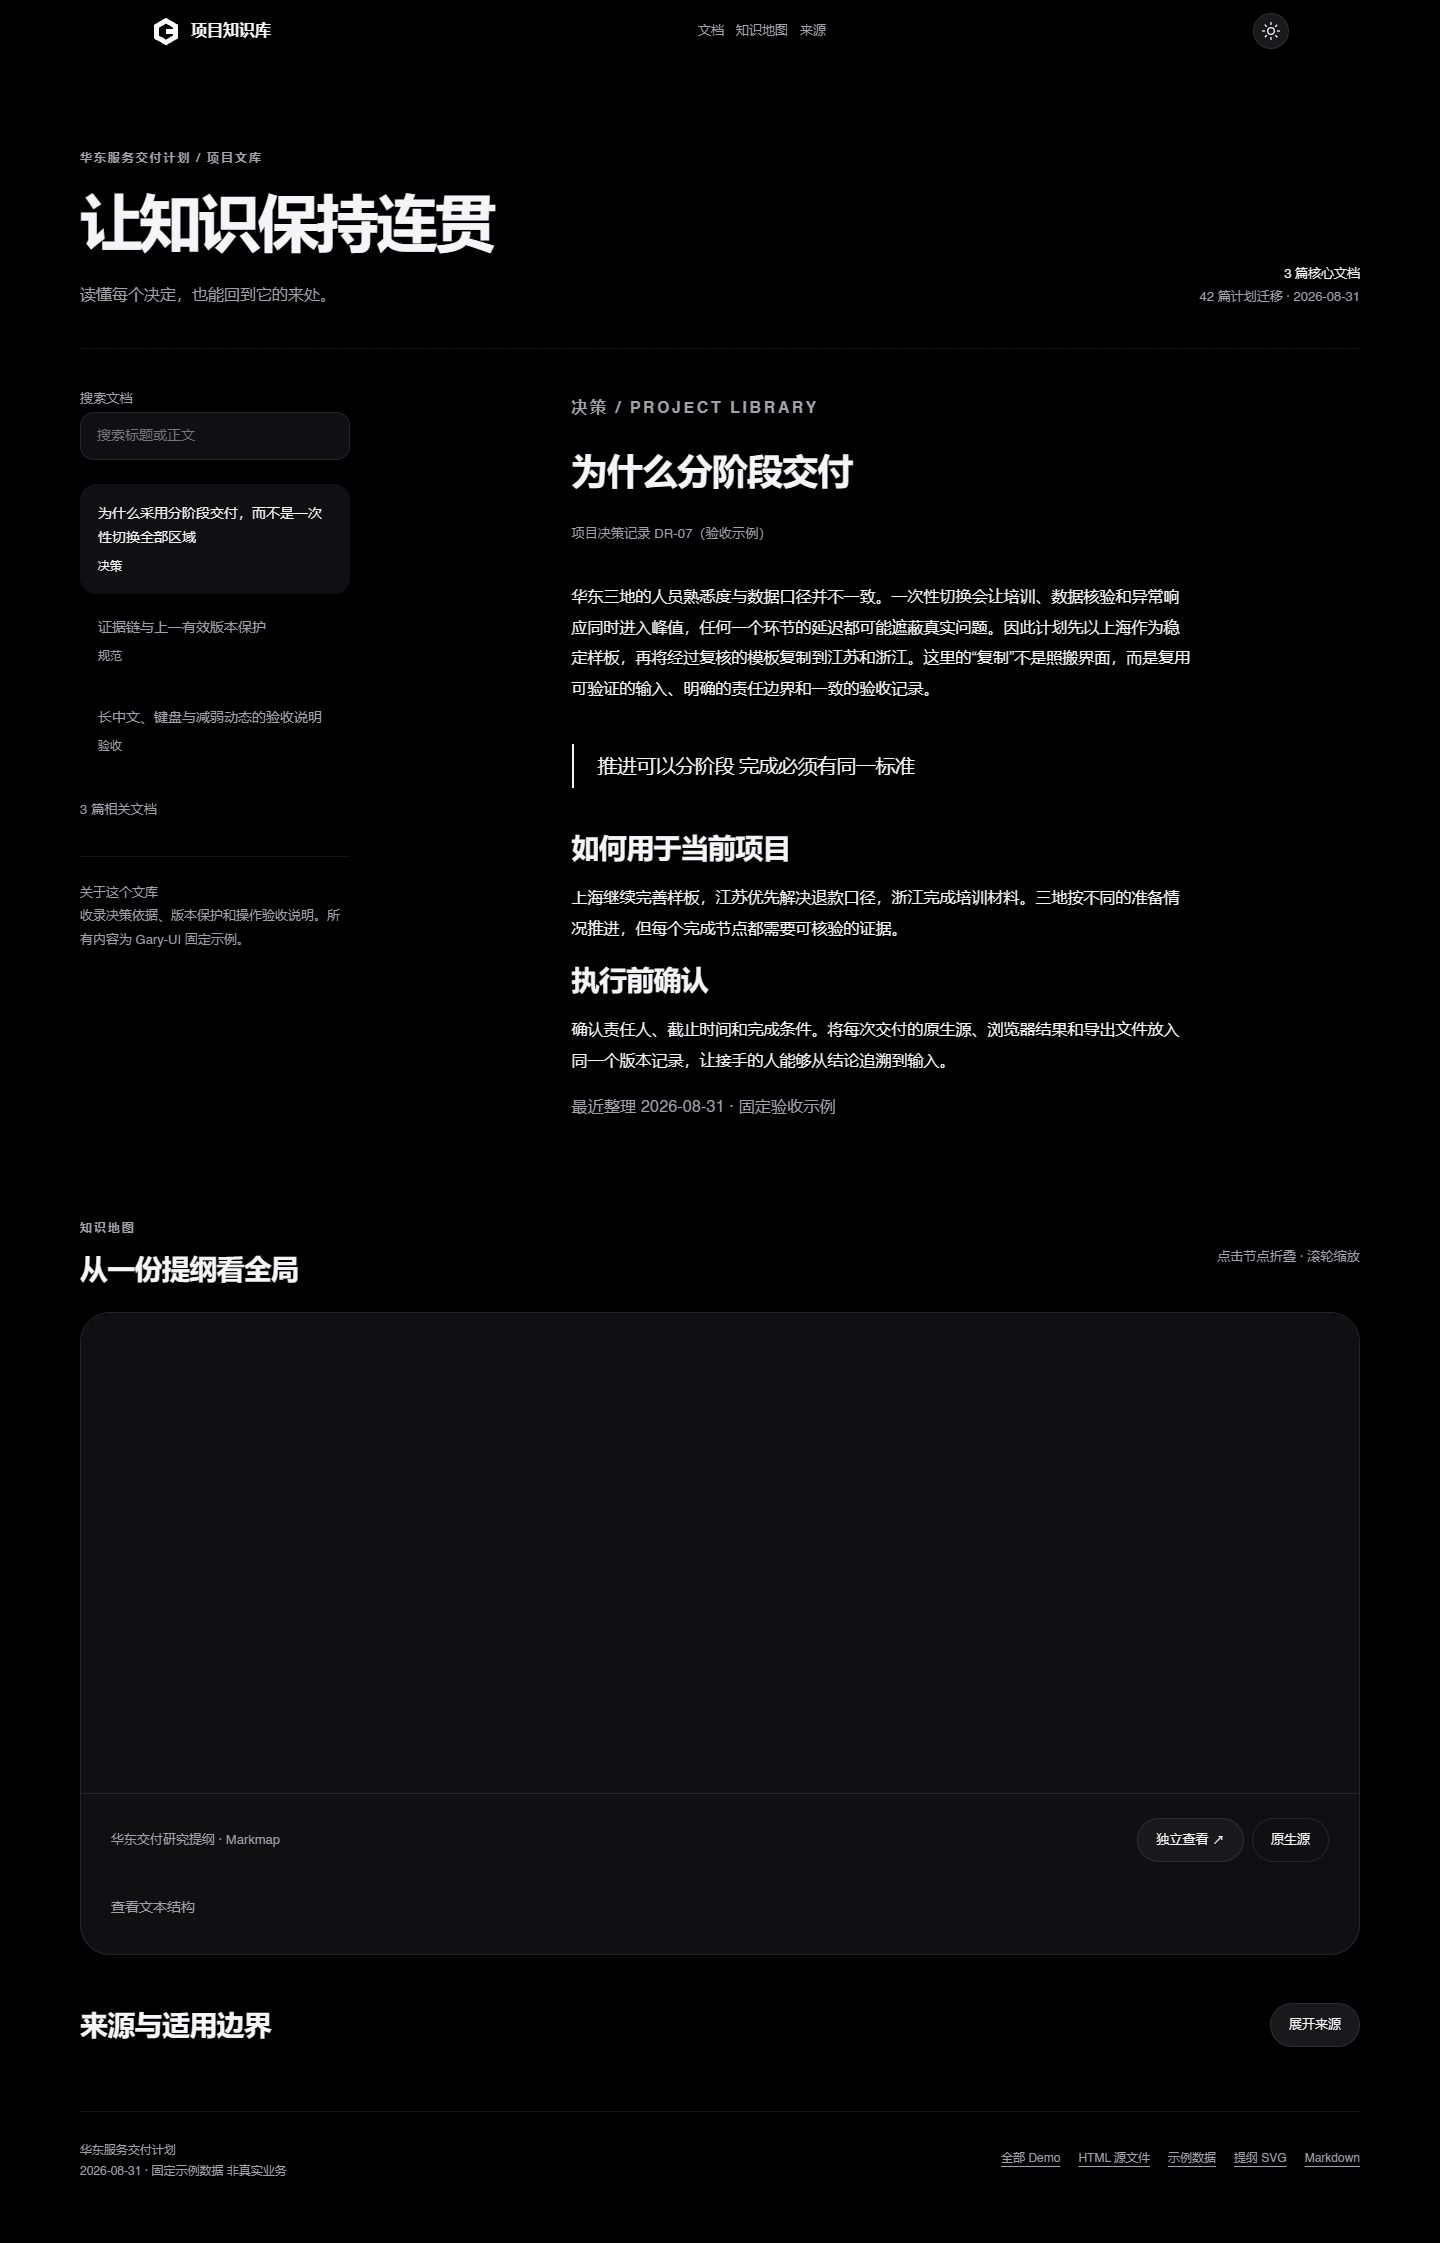 项目知识库
文档 知识地图 来源
华东服务交付计划 / 项目文库
让知识保持连贯
读懂每个决定，也能回到它的来处。
3 篇核心文档
42 篇计划迁移 · 2026-08-31
搜索文档
搜索标题或正文
为什么采用分阶段交付，而不是一次
性切换全部区域
决策
证据链与上一有效版本保护
规范
长中文、键盘与减弱动态的验收说明
验收
3 篇相关文档
关于这个文库
收录决策依据、版本保护和操作验收说明。所
有内容为 Gary-UI 固定示例。
决策 / PROJECT LIBRARY
为什么分阶段交付
项目决策记录 DR-07（验收示例）
华东三地的人员熟悉度与数据口径并不一致。一次性切换会让培训、数据核验和异常响
应同时进入峰值，任何一个环节的延迟都可能遮蔽真实问题。因此计划先以上海作为稳
定样板，再将经过复核的模板复制到江苏和浙江。这里的“复制”不是照搬界面，而是复用
可验证的输入、明确的责任边界和一致的验收记录。
推进可以分阶段 完成必须有同一标准
如何用于当前项目
上海继续完善样板，江苏优先解决退款口径，浙江完成培训材料。三地按不同的准备情
况推进，但每个完成节点都需要可核验的证据。
执行前确认
确认责任人、截止时间和完成条件。将每次交付的原生源、浏览器结果和导出文件放入
同一个版本记录，让接手的人能够从结论追溯到输入。
最近整理 2026-08-31 · 固定验收示例
知识地图
从一份提纲看全局
点击节点折叠 · 滚轮缩放
华东交付研究提纲 · Markmap
独立查看 ↗
原生源
查看文本结构
来源与适用边界
展开来源
华东服务交付计划
2026-08-31 · 固定示例数据 非真实业务
全部 Demo HTML 源文件 示例数据 提纲 SVG Markdown